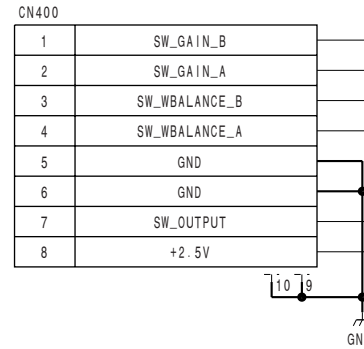 CN400
1 SW_GAIN_B
2 SW_GAIN_A
3 SW_WBALANCE_B
4 SW_WBALANCE_A
5 GND
6 GND
7 SW_OUTPUT
8 +2.5V
10 9
GN